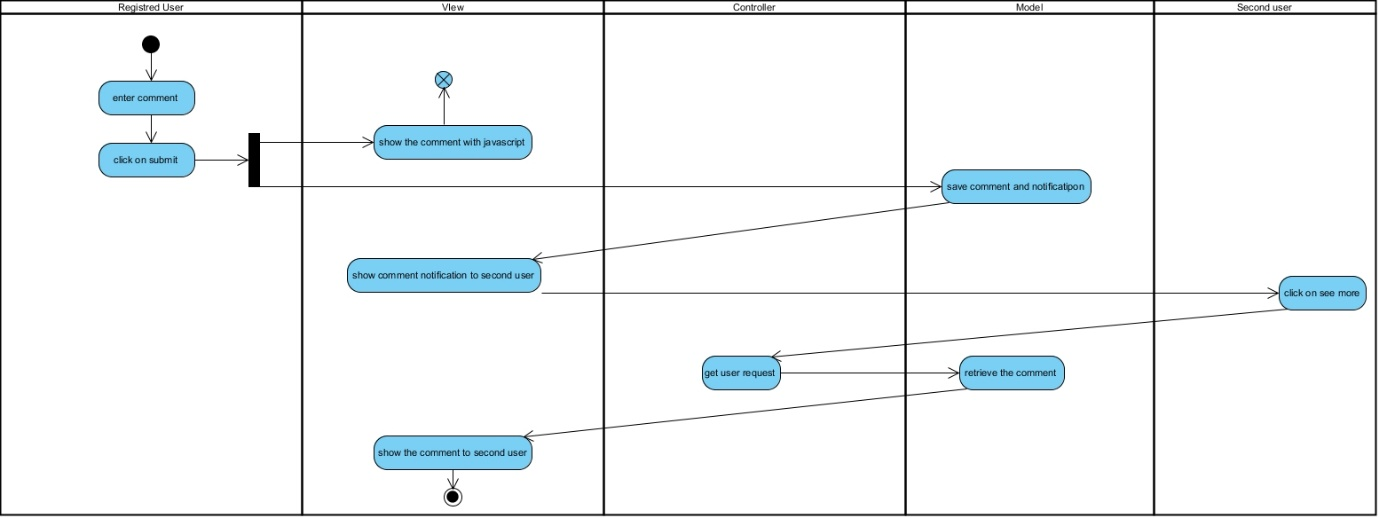 Registred User
VIew
Controller
Model
Second user
enter comment
click on submit
show the comment with javascript
save comment and notificatipon
show comment notification to second user
click on see more
get user request
retrieve the comment
show the comment to second user